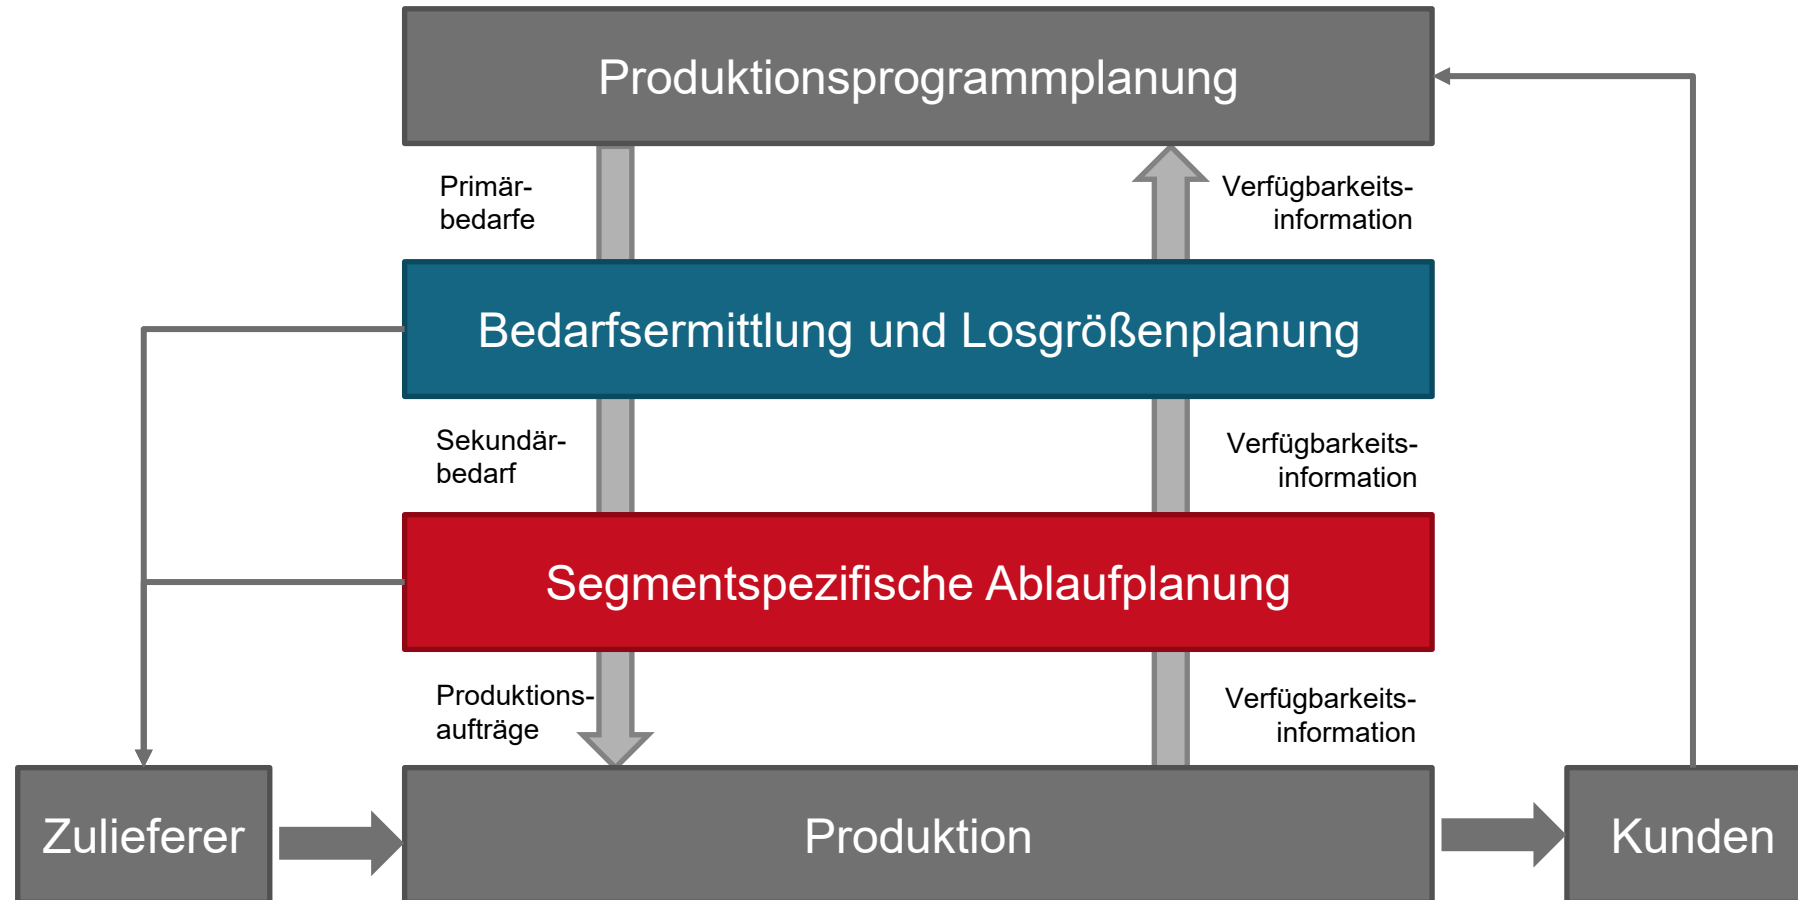 Produktionsprogrammplanung
Primär-
bedarfe
Verfügbarkeits-
information
Bedarfsermittlung und Losgrößenplanung
Sekundär-
bedarf
Verfügbarkeits-
information
Segmentspezifische Ablaufplanung
Produktions-
aufträge
Verfügbarkeits-
information
Zulieferer
Produktion
Kunden